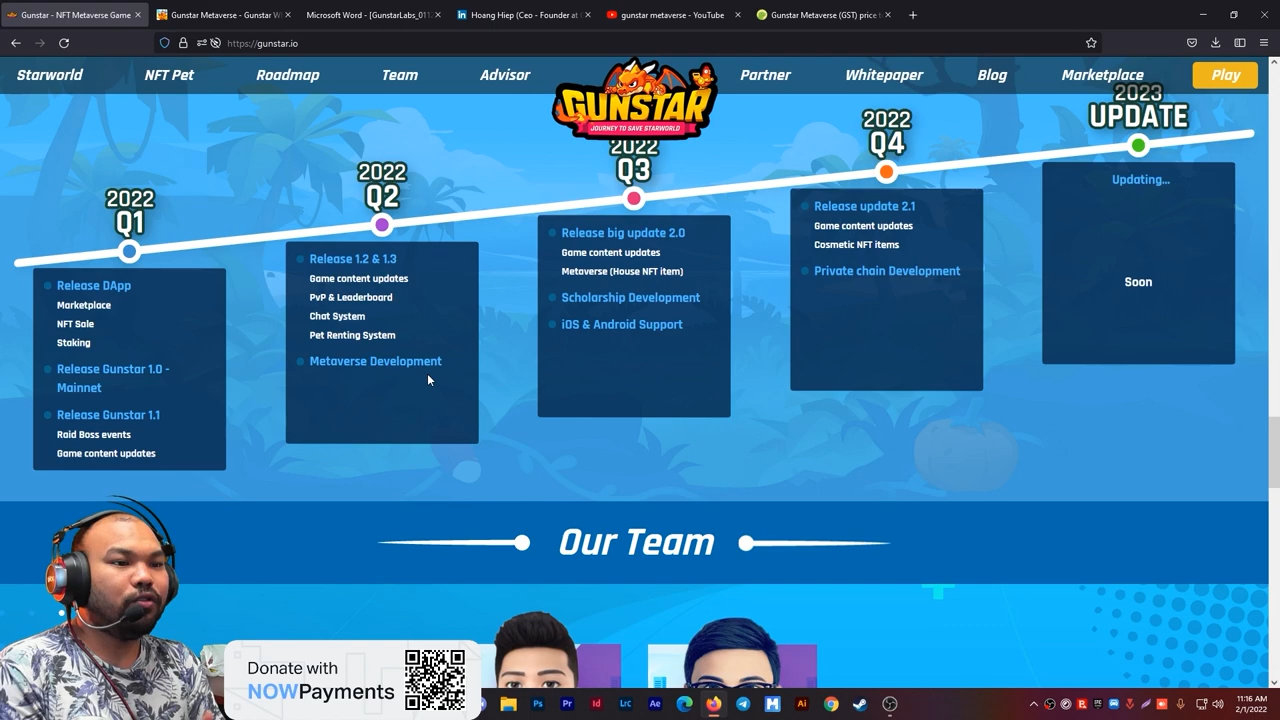 Gunstar - NFT Metaverse Game
Gunstar Metaverse - Gunstar W
Microsoft Word - [GunstarLabs_011
Hoang Hiep (Ceo - Founder at
gunstar metaverse - YouTube
Gunstar Metaverse (GST) price
https://gunstar.io
Starworld
NFT Pet
Roadmap
Team
Advisor
GUNSTAR
JOURNEY TO SAVE STARWORLD
Partner
Whitepaper
Blog
Marketplace
Play
2022
Q1
Release DApp
Marketplace
NFT Sale
Staking
Release Gunstar 1.0 -
Mainnet
Release Gunstar 1.1
Raid Boss events
Game content updates
2022
Q2
Release 1.2 & 1.3
Game content updates
PvP & Leaderboard
Chat System
Pet Renting System
Metaverse Development
2022
Q3
Release big update 2.0
Game content updates
Metaverse (House NFT item)
Scholarship Development
iOS & Android Support
2022
Q4
Release update 2.1
Game content updates
Cosmetic NFT items
Private chain Development
2023
UPDATE
Updating...
Soon
Our Team
Donate with
NOWPayments
11:16 AM
2/1/2022